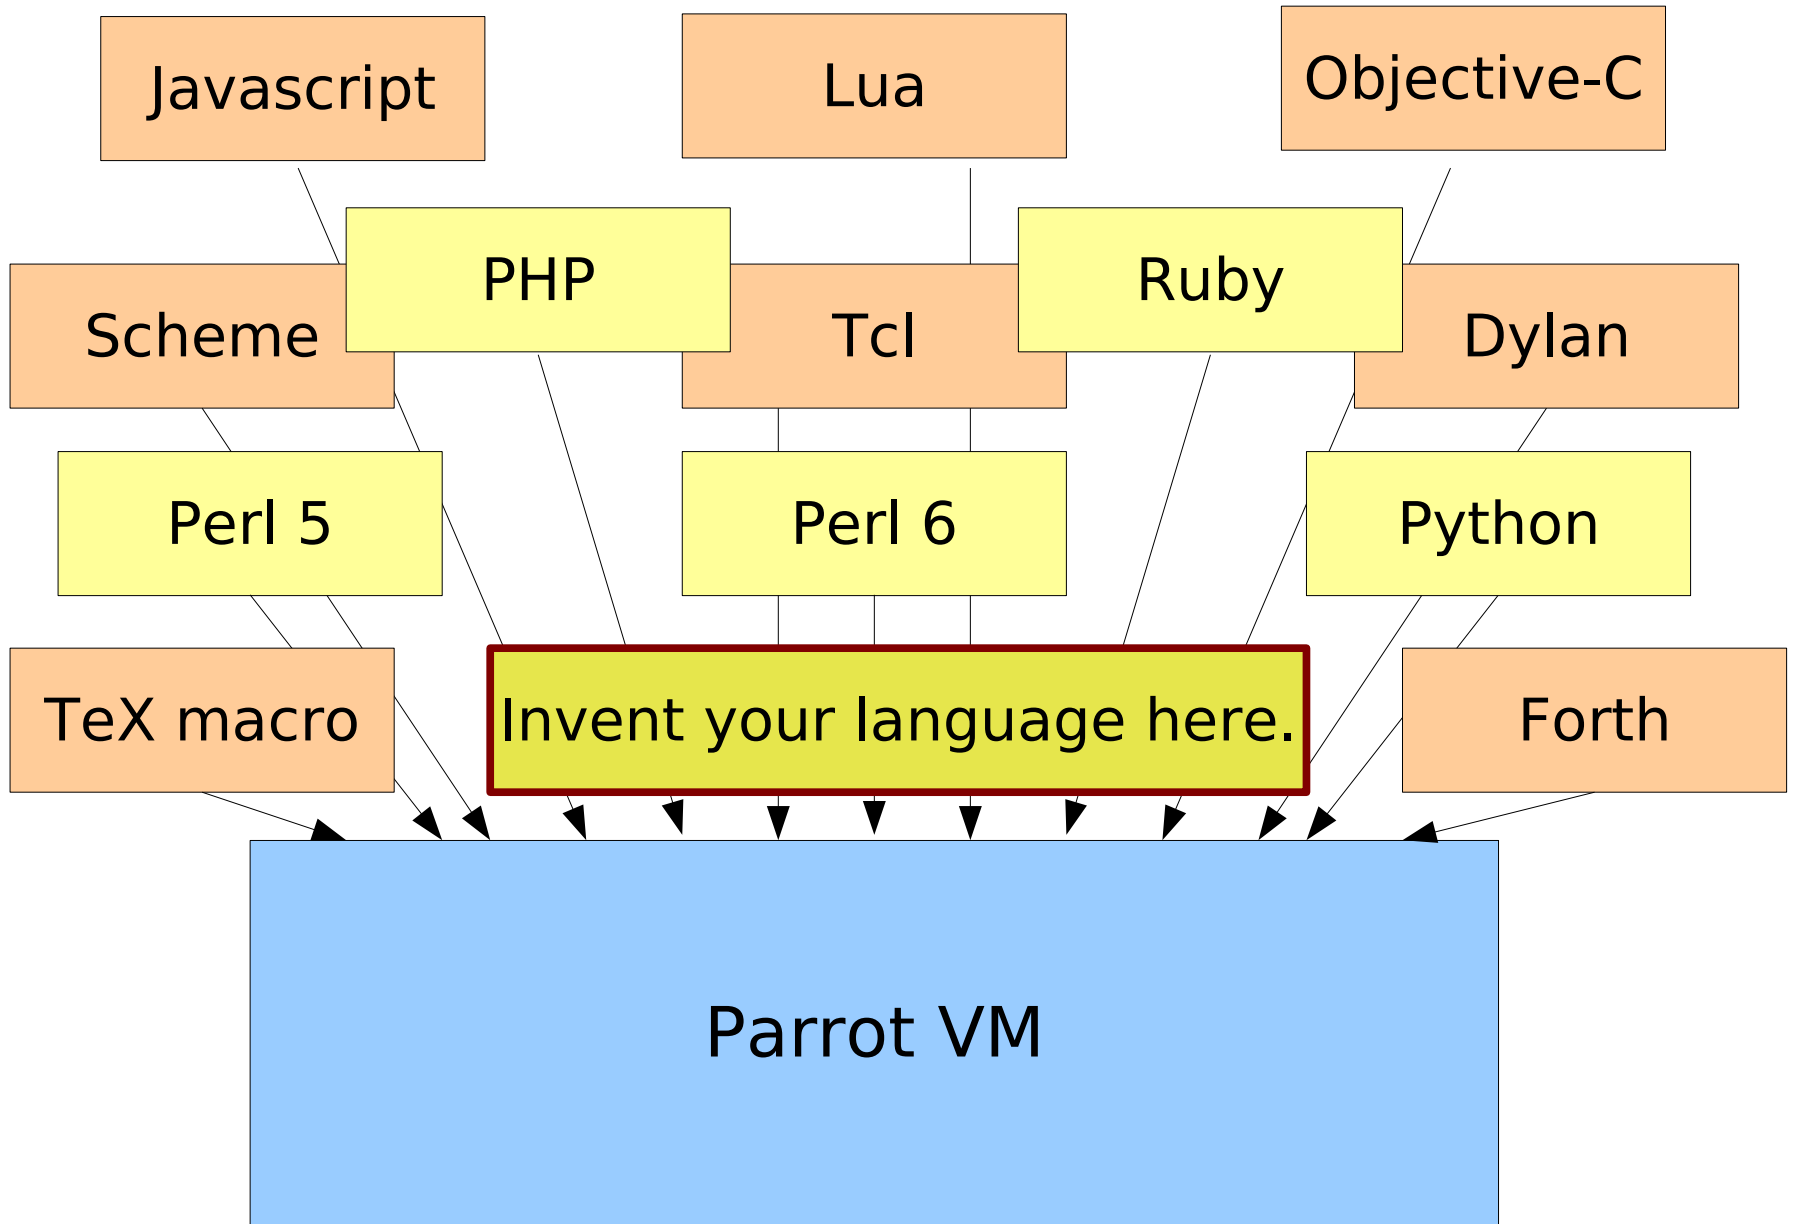 Javascript
Lua
Objective-C
PHP
Ruby
Scheme
Tcl
Dylan
Perl 5
Perl 6
Python
TeX macro
Invent your language here.
Forth
Parrot VM